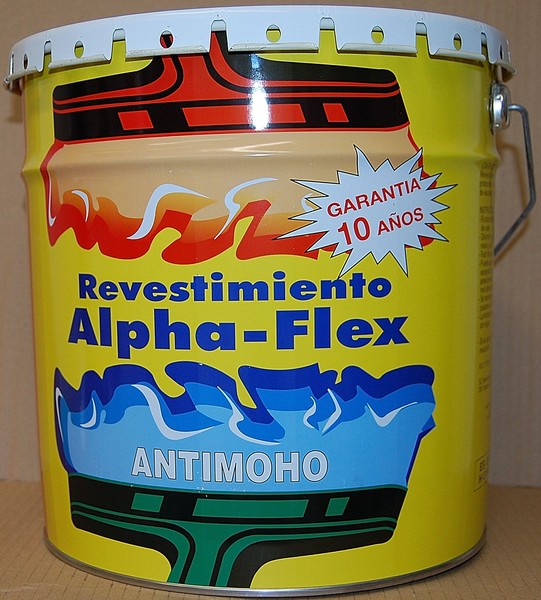 GARANTIA
10 AÑOS
Revestimiento
Alpha-Flex
ANTIMOHO